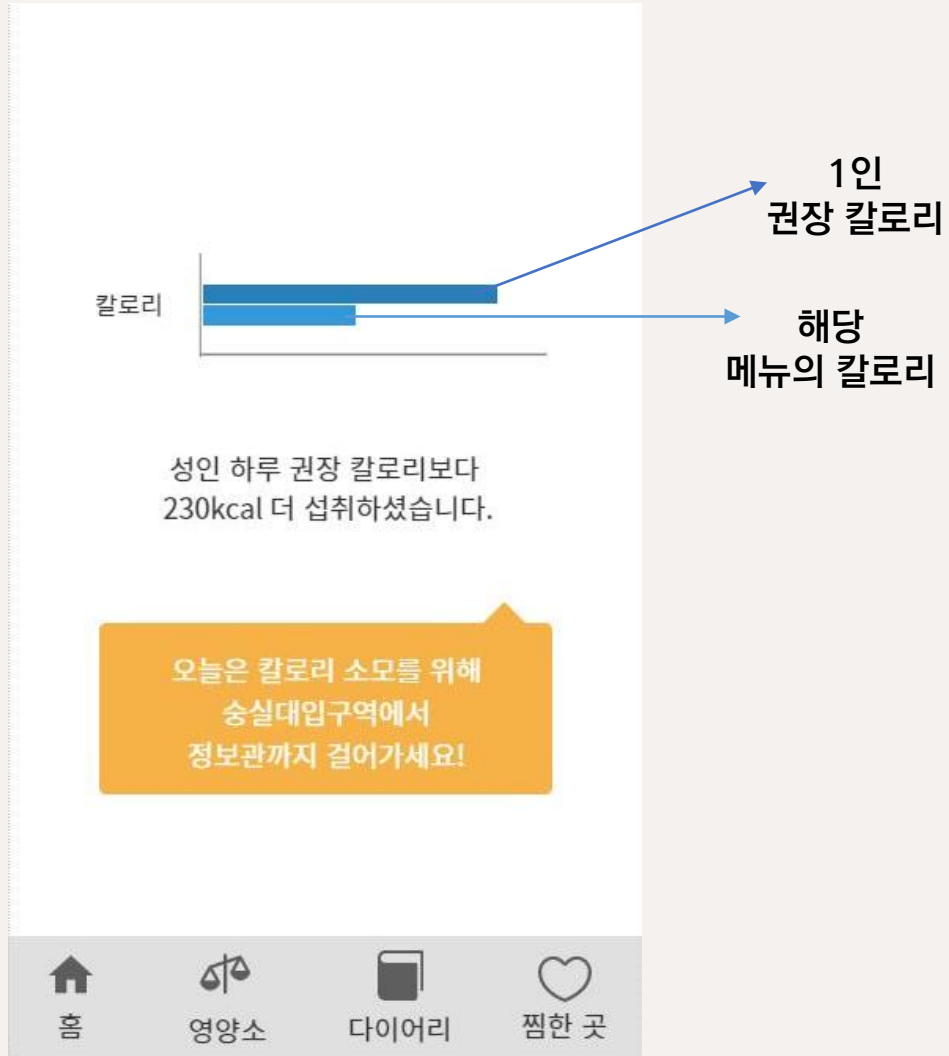 1인
권장 칼로리
칼로리
해당
메뉴의 칼로리
성인 하루 권장 칼로리보다
230kcal 더 섭취하셨습니다.
오늘은 칼로리 소모를 위해
숭실대입구역에서
정보관까지 걸어가세요!
홈
영양소
다이어리
찜한 곳